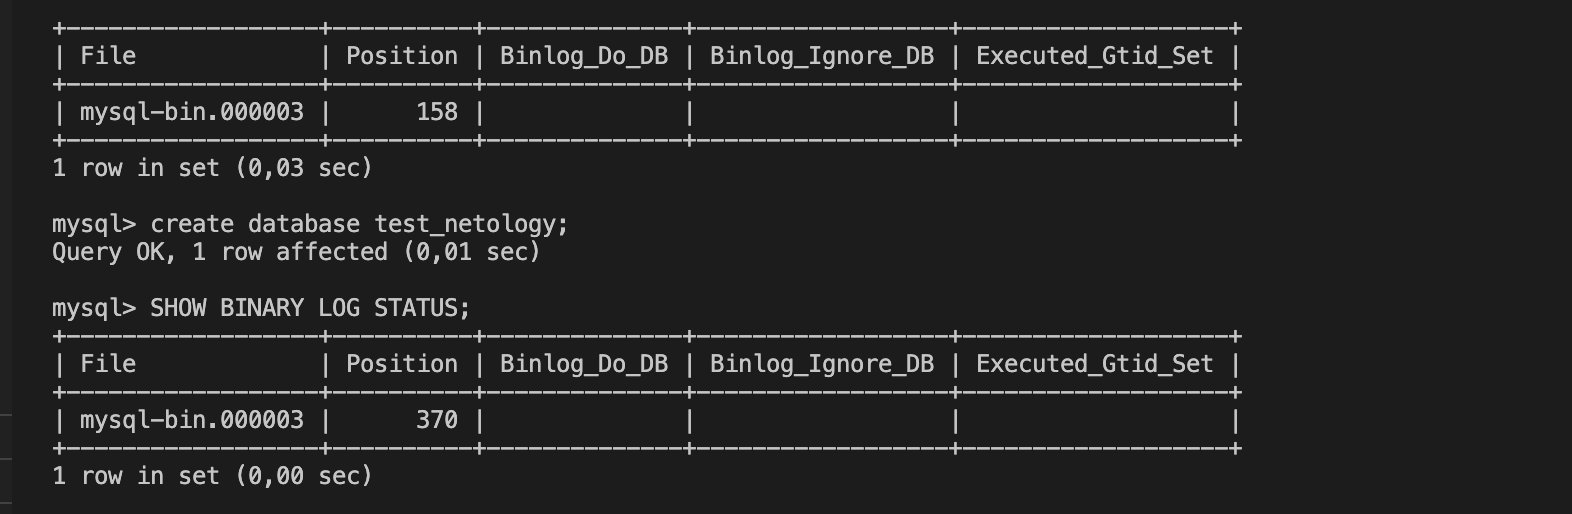 +------------------+----------+--------------+------------------+-------------------+
| File             | Position | Binlog_Do_DB | Binlog_Ignore_DB | Executed_Gtid_Set |
+------------------+----------+--------------+------------------+-------------------+
| mysql-bin.000003 |      158 |              |                  |                   |
+------------------+----------+--------------+------------------+-------------------+
1 row in set (0,03 sec)

mysql> create database test_netology;
Query OK, 1 row affected (0,01 sec)

mysql> SHOW BINARY LOG STATUS;
+------------------+----------+--------------+------------------+-------------------+
| File             | Position | Binlog_Do_DB | Binlog_Ignore_DB | Executed_Gtid_Set |
+------------------+----------+--------------+------------------+-------------------+
| mysql-bin.000003 |      370 |              |                  |                   |
+------------------+----------+--------------+------------------+-------------------+
1 row in set (0,00 sec)